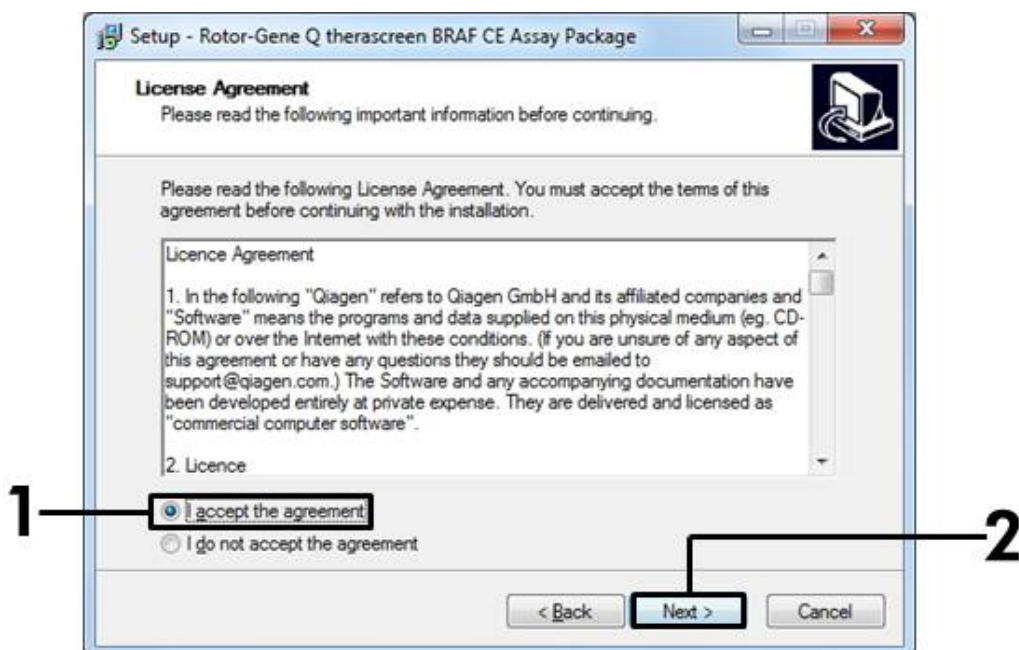 Setup - Rotor-Gene Q therascreen BRAF CE Assay Package
License Agreement
Please read the following important information before continuing.
Please read the following License Agreement. You must accept the terms of this
agreement before continuing with the installation.
Licence Agreement
1. In the following "Qiagen" refers to Qiagen GmbH and its affiliated companies and
"Software" means the programs and data supplied on this physical medium (eg. CD-
ROM) or over the Internet with these conditions. (If you are unsure of any aspect of
this agreement or have any questions they should be emailed to
support@qiagen.com.) The Software and any accompanying documentation have
been developed entirely at private expense. They are delivered and licensed as
"commercial computer software".
2. Licence
1
I accept the agreement
I do not accept the agreement
2
< Back
Next >
Cancel